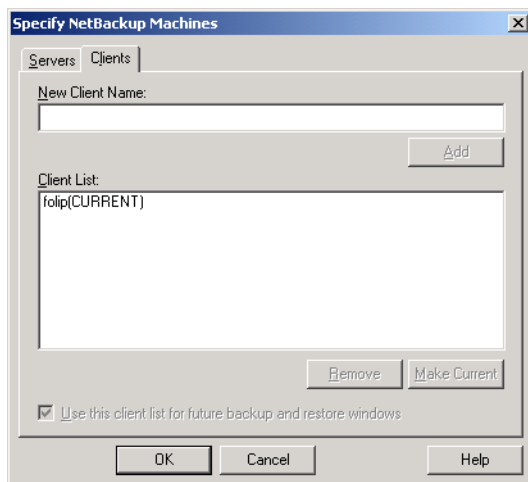 Specify NetBackup Machines
Servers
Clients
New Client Name:
Add
Client List:
folip(CURRENT)
Remove
Make Current
Use this client list for future backup and restore windows
OK
Cancel
Help